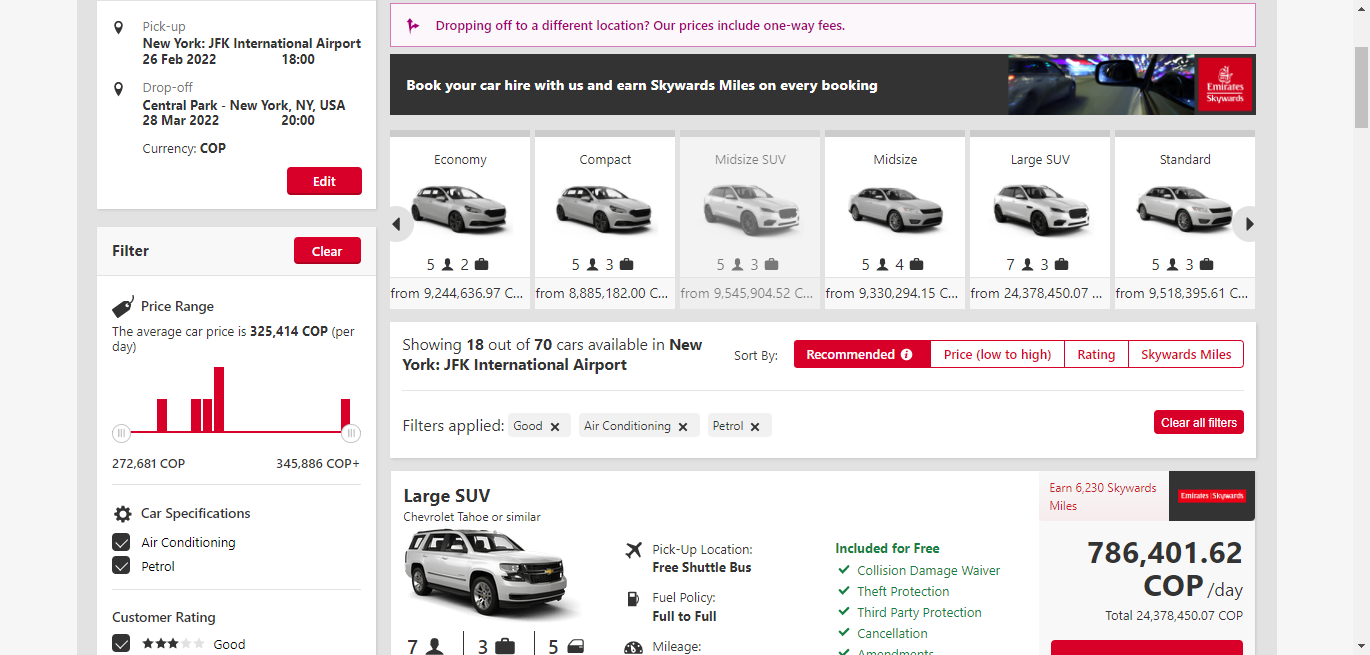 Pick-up
New York: JFK International Airport
26 Feb 2022 18:00
Drop-off
Central Park - New York, NY, USA
28 Mar 2022 20:00
Currency: COP
Edit
Filter
Clear
Price Range
The average car price is 325,414 COP (per
day)
272,681 COP 345,886 COP+
Car Specifications
Air Conditioning
Petrol
Customer Rating
Good
Dropping off to a different location? Our prices include one-way fees.
Book your car hire with us and earn Skywards Miles on every booking
Emirates
Skywards
Economy
5 2
from 9,244,636.97 C...
Compact
5 3
from 8,885,182.00 C...
Midsize SUV
5 3
from 9,545,904.52 C...
Midsize
5 4
from 9,330,294.15 C...
Large SUV
7 3
from 24,378,450.07 ...
Standard
5 3
from 9,518,395.61 C...
Showing 18 out of 70 cars available in New
York: JFK International Airport
Sort By:
Recommended
Price (low to high)
Rating
Skywards Miles
Filters applied:
Good
Air Conditioning
Petrol
Clear all filters
Large SUV
Chevrolet Tahoe or similar
7 3 5
Pick-Up Location:
Free Shuttle Bus
Fuel Policy:
Full to Full
Mileage:
Included for Free
Collision Damage Waiver
Theft Protection
Third Party Protection
Cancellation
Amendments
Earn 6,230 Skywards
Miles
Emirates Skywards
786,401.62
COP /day
Total 24,378,450.07 COP